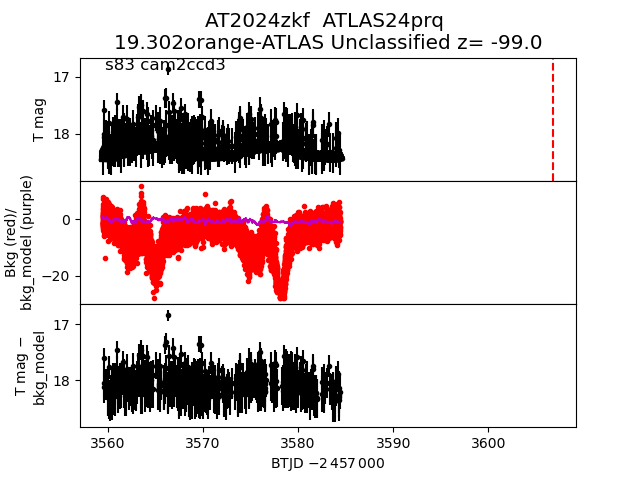 AT2024zkf  ATLAS24prq
19.302orange-ATLAS Unclassified z= -99.0
s83 cam2ccd3
T mag
17
18
Bkg (red)/
bkg_model (purple)
0
−20
T mag −
bkg_model
17
18
3560 3570 3580 3590 3600
BTJD −2 457 000